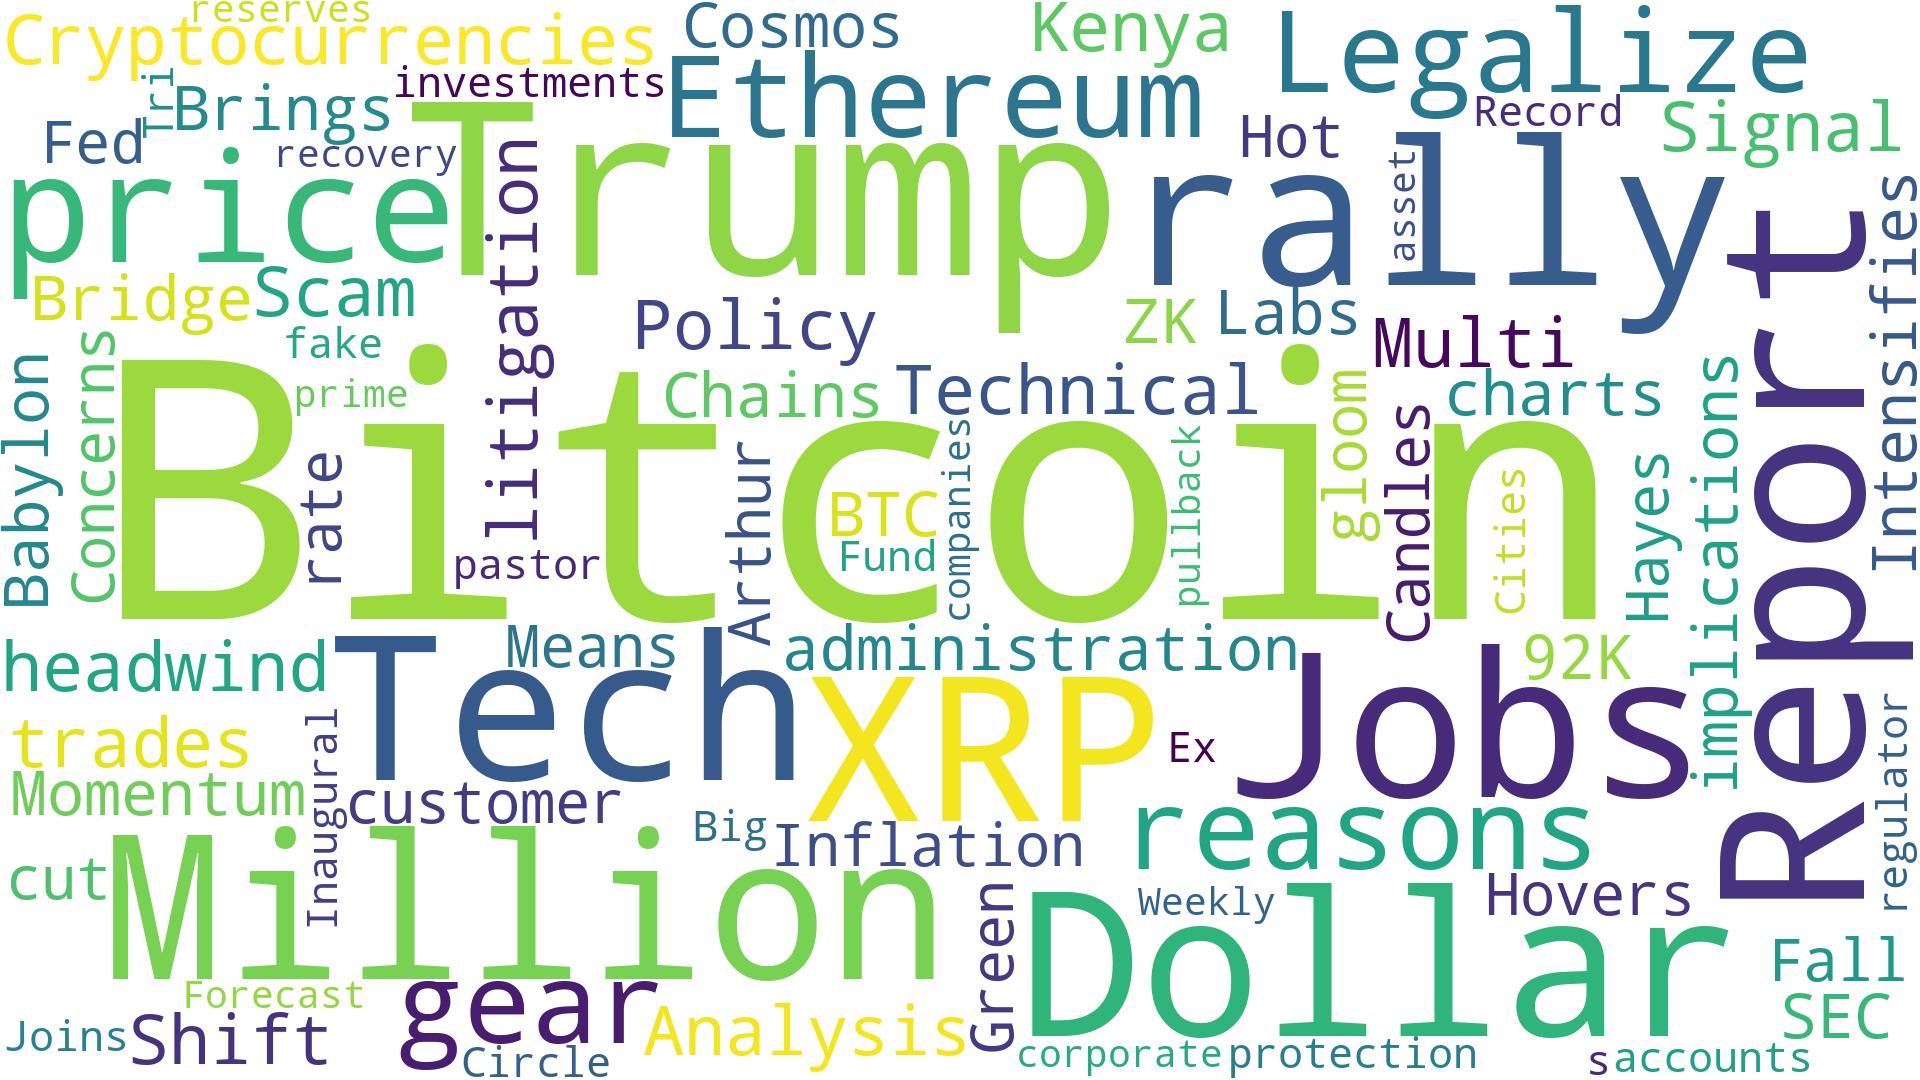 reserves
Cryptocurrencies
Cosmos
Kenya
Legalize
Tri
Brings
investments
Ethereum
Record
Signal
Fed
recovery
Trump
Hot
price
litigation
rally
asset
Intensifies
Bridge
Scam
Policy
ZK
Labs
Multi
Report
fake
Babylon
Concerns
prime
Chains
Technical
gloom
charts
implications
Bitcoin
rate
Arthur
BTC
companies
pullback
Candles
Cities
Hayes
pastor
Fund
headwind
Means
administration
92K
Tech
XRP
Jobs
trades
Inaugural
Ex
regulator
Momentum
customer
Big
Inflation
reasons
cut
Million
Green
Weekly
Hovers
Dollar
Fall
Forecast
gear
Analysis
SEC
Joins
Shift
Circle
corporate
protection
s
accounts